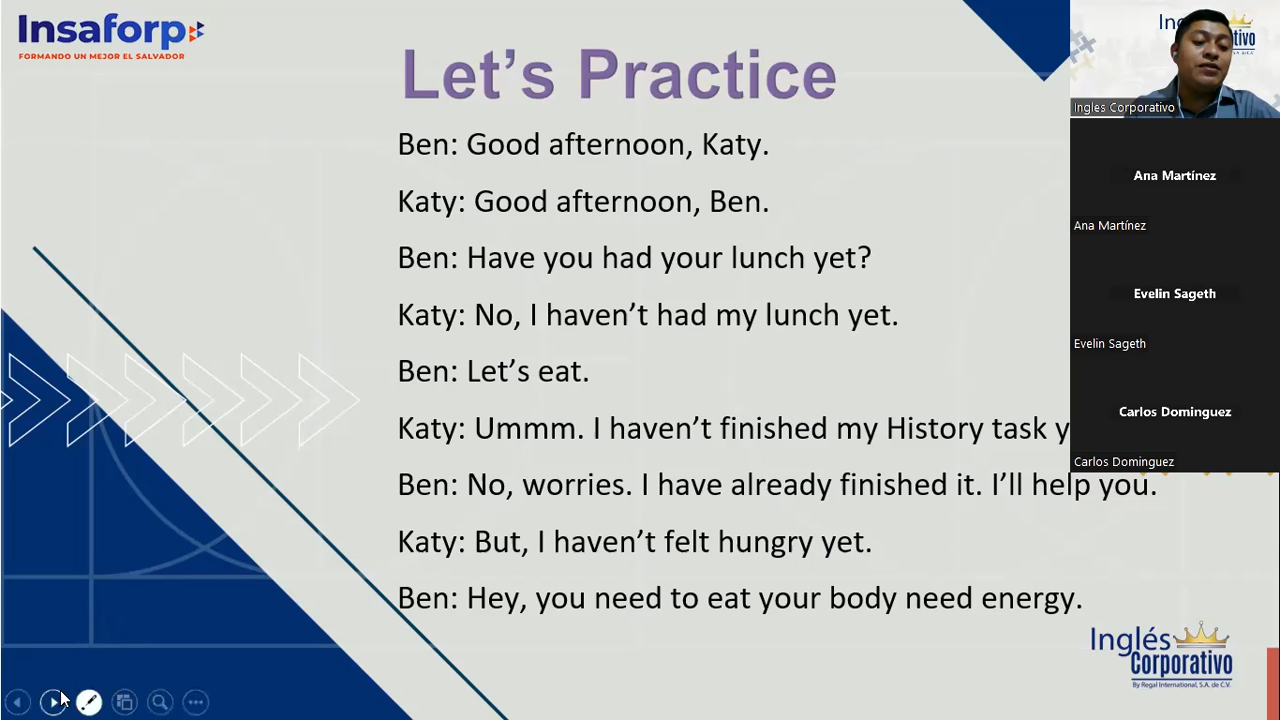 Insaforp
FORMANDO UN MEJOR EL SALVADOR
Let's Practice
Ben: Good afternoon, Katy.
Katy: Good afternoon, Ben.
Ben: Have you had your lunch yet?
Katy: No, I haven't had my lunch yet.
Ben: Let's eat.
Katy: Ummm. I haven't finished my History task y
Ben: No, worries. I have already finished it. I'll help you.
Katy: But, I haven't felt hungry yet.
Ben: Hey, you need to eat your body need energy.
Ingles Corporativo
Ana Martínez
Ana Martínez
Evelin Sageth
Evelin Sageth
Carlos Dominguez
Carlos Dominguez
Inglés
Corporativo
By Regal International, S.A. de C.V.